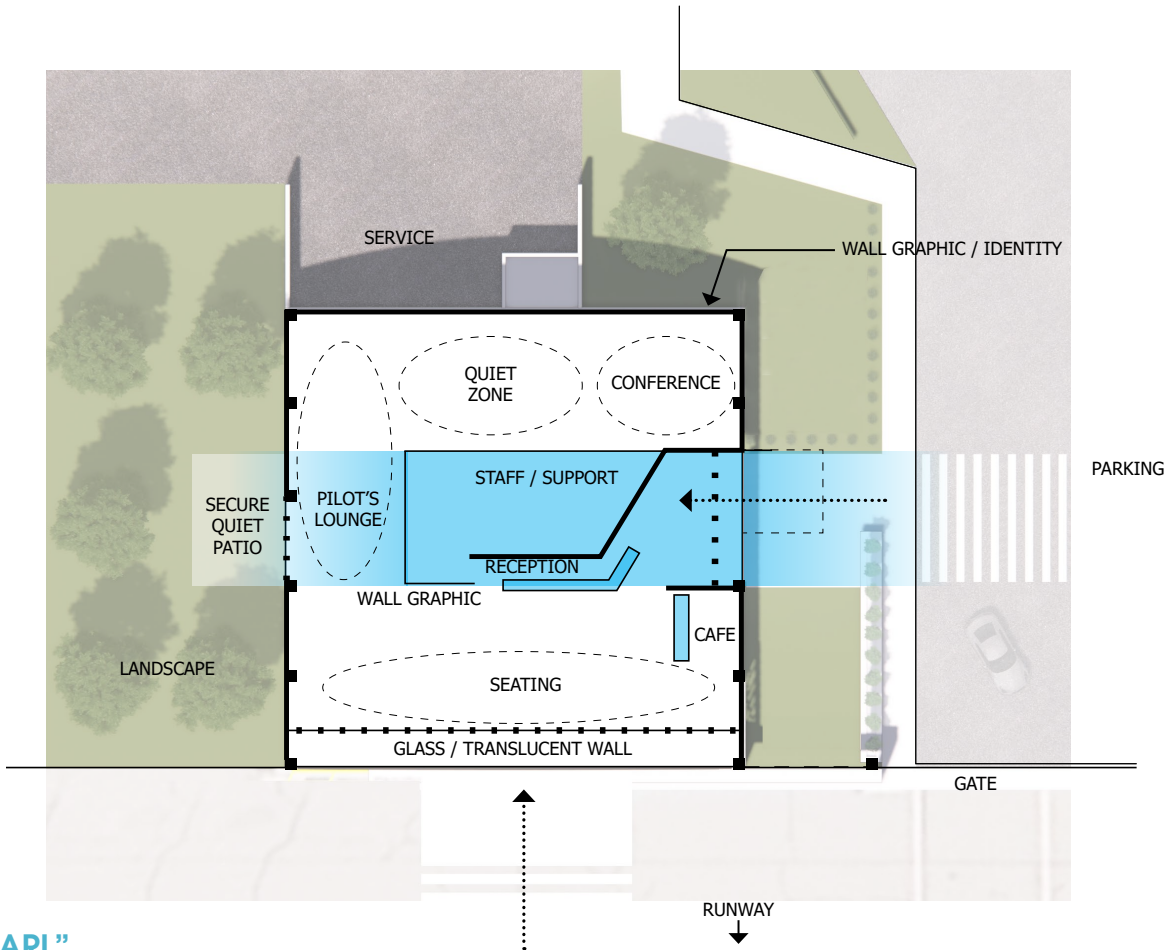 SERVICE
WALL GRAPHIC / IDENTITY
QUIET
ZONE
CONFERENCE
PARKING
STAFF / SUPPORT
SECURE
QUIET
PATIO
PILOT'S
LOUNGE
RECEPTION
WALL GRAPHIC
CAFE
LANDSCAPE
SEATING
GLASS / TRANSLUCENT WALL
GATE
RUNWAY